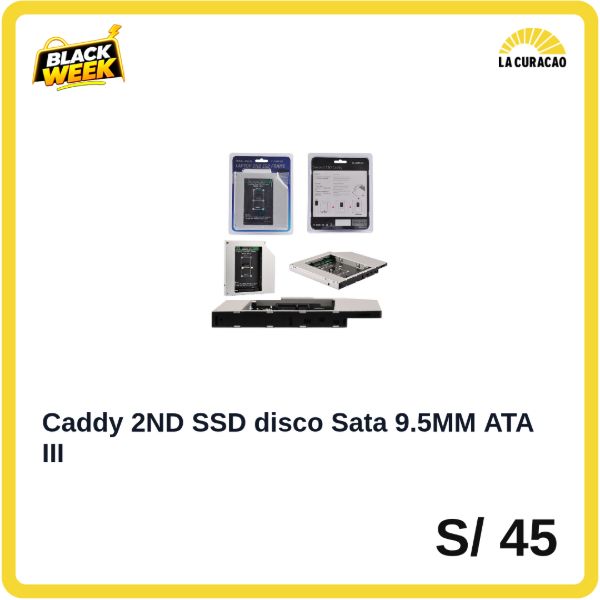 BLACK
WEEK
LA CURACAO
Caddy 2ND SSD disco Sata 9.5MM ATA
III
S/ 45